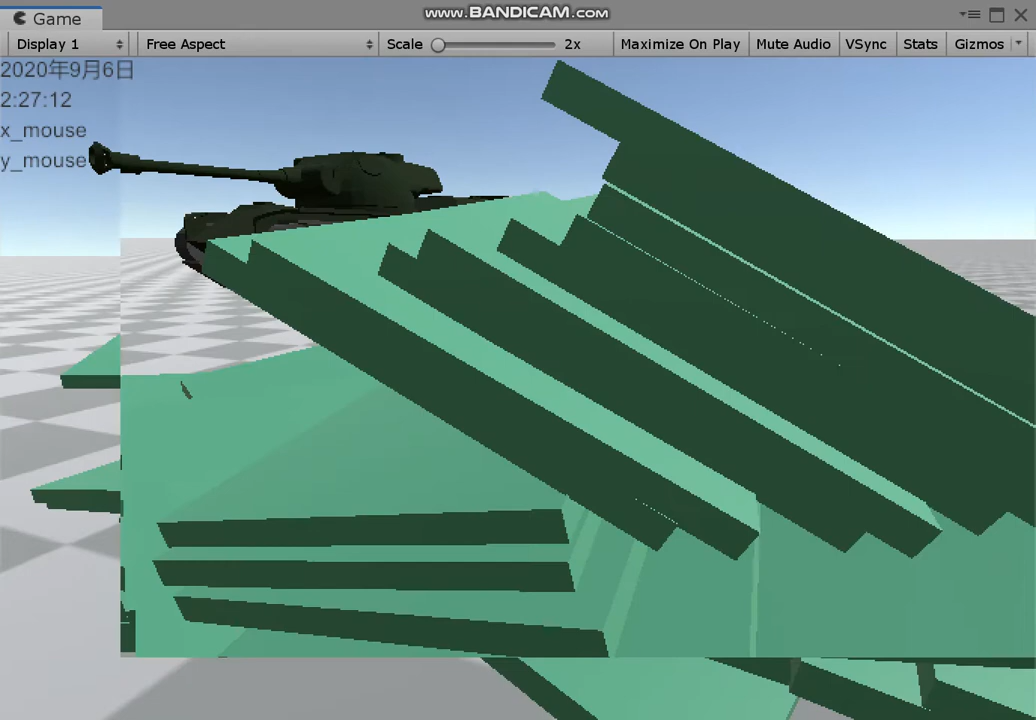 www.BANDICAM.com
Game
Display 1 Free Aspect Scale 2x Maximize On Play Mute Audio VSync Stats Gizmos
2020年9月6日
2:27:12
x_mouse
y_mouse